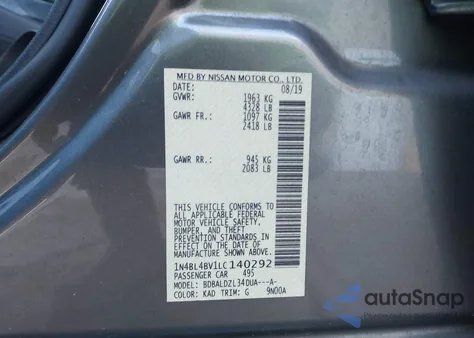 MFD BY NISSAN MOTOR CO., LTD.
DATE: 08/19
GVWR: 1963 KG
4328 LB
GAWR FR.: 1097 KG
2418 LB
GAWR RR.: 945 KG
2083 LB
THIS VEHICLE CONFORMS TO
ALL APPLICABLE FEDERAL
MOTOR VEHICLE SAFETY,
BUMPER, AND THEFT
PREVENTION STANDARDS IN
EFFECT ON THE DATE OF
MANUFACTURE SHOWN ABOVE.
1N4BL4BV1LC140292
PASSENGER CAR 495
MODEL: BDBALDZL34DUA---A-
COLOR: KAD TRIM: G 9N00A
autoSnap